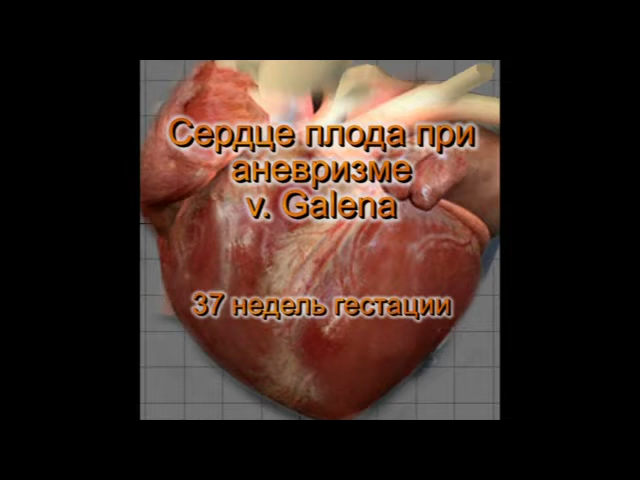 Сердце плода при
аневризме
v. Galena
37 недель гестации